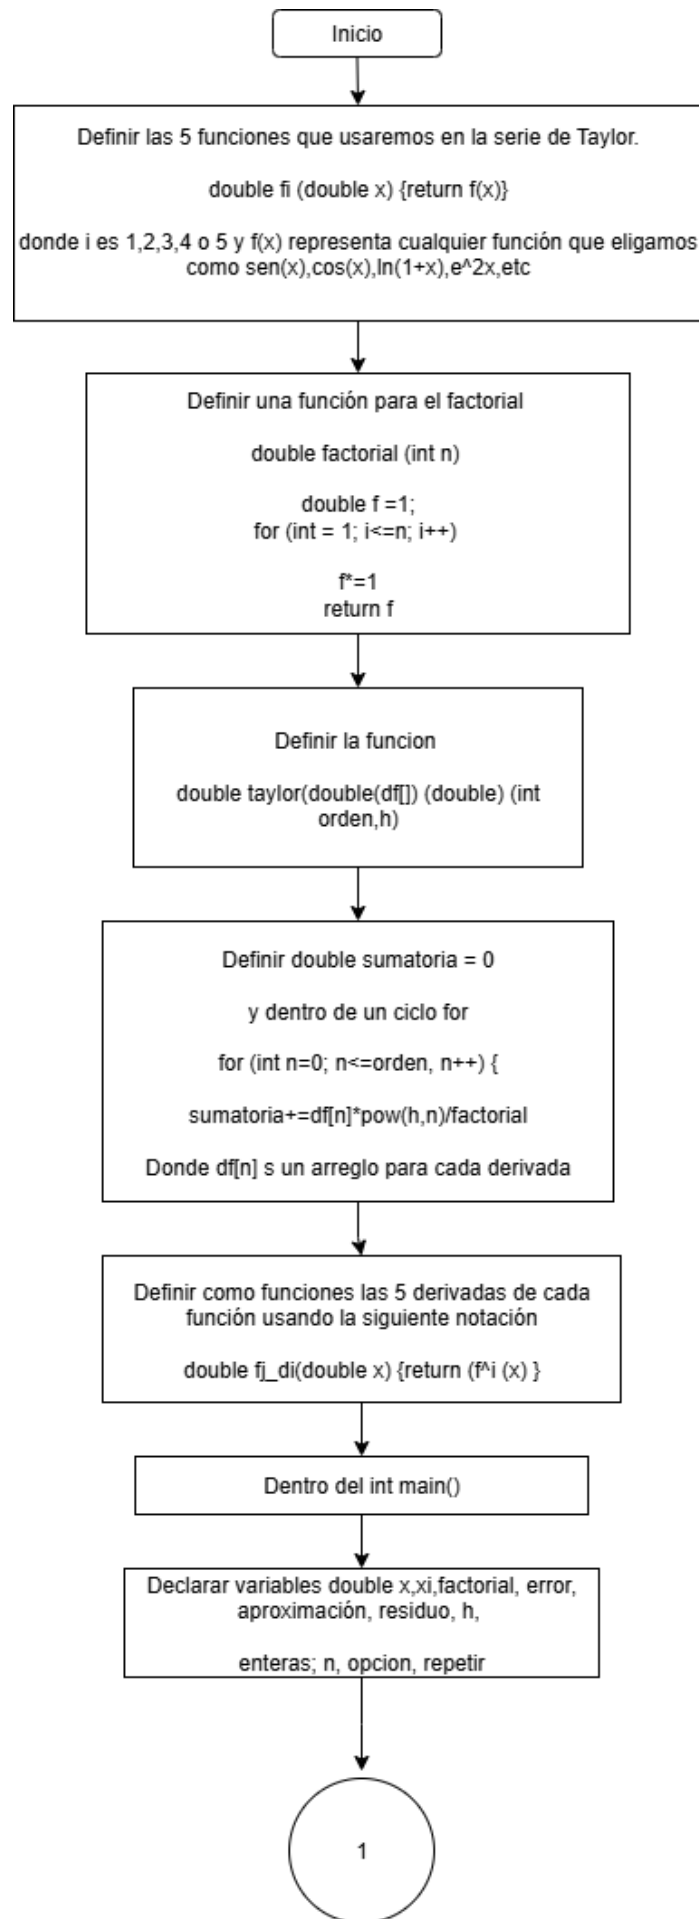 Inicio
Definir las 5 funciones que usaremos en la serie de Taylor.
double fi (double x) {return f(x)}
donde i es 1,2,3,4 o 5 y f(x) representa cualquier función que eligamos
como sen(x),cos(x),ln(1+x),e^2x,etc
Definir una función para el factorial
double factorial (int n)
double f =1;
for (int = 1; i<=n; i++)
f*=1
return f
Definir la funcion
double taylor(double(df[]) (double) (int
orden,h)
Definir double sumatoria = 0
y dentro de un ciclo for
for (int n=0; n<=orden, n++) {
sumatoria+=df[n]*pow(h,n)/factorial
Donde df[n] s un arreglo para cada derivada
Definir como funciones las 5 derivadas de cada
función usando la siguiente notación
double fj_di(double x) {return (f^i (x) }
Dentro del int main()
Declarar variables double x,xi,factorial, error,
aproximación, residuo, h,
enteras; n, opcion, repetir
1